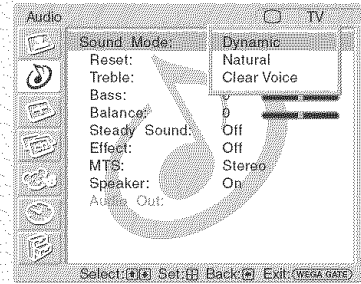 Audio TV
Sound Mode: Dynamic
Reset: Natural
Treble: Clear Voice
Bass: 0
Balance: 0
Steady Sound: Off
Effect: Off
MTS: Stereo
Speaker: On
Audio Out:
Select: Set: Back: Exit: WEGA GATE